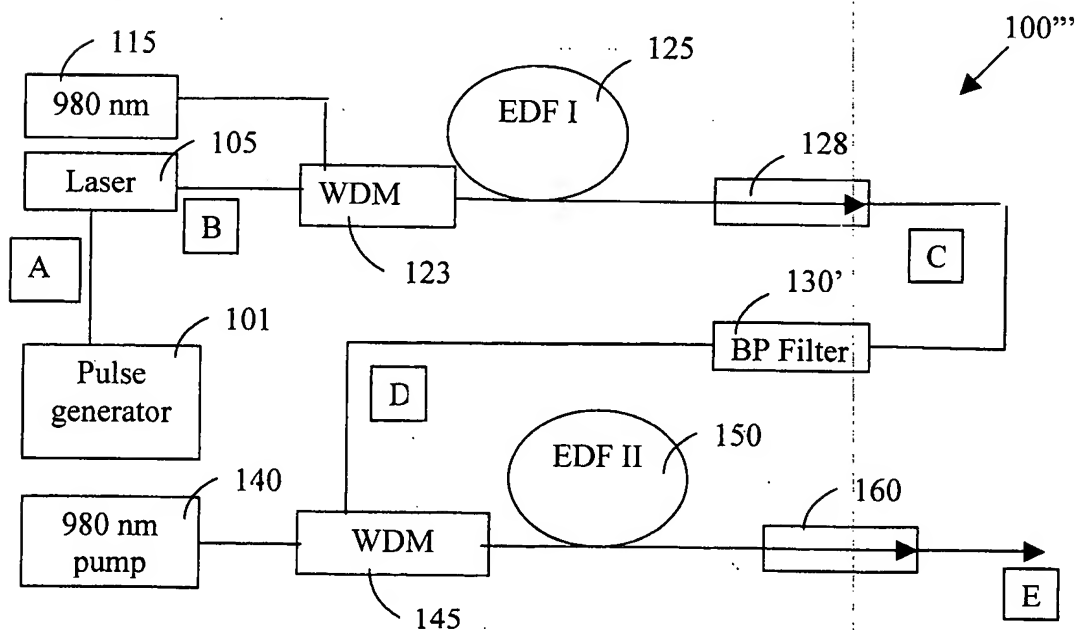 100'''
115
125
980 nm
EDF I
105
128
Laser
WDM
B
A
123
C
130'
101
BP Filter
Pulse
generator
D
150
EDF II
140
160
980 nm
pump
WDM
145
E